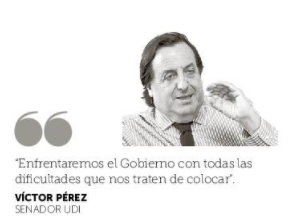 “Enfrentaremos el Gobierno con todas las
dificultades que nos traten de colocar”.
VÍCTOR PÉREZ
SENADOR UDI